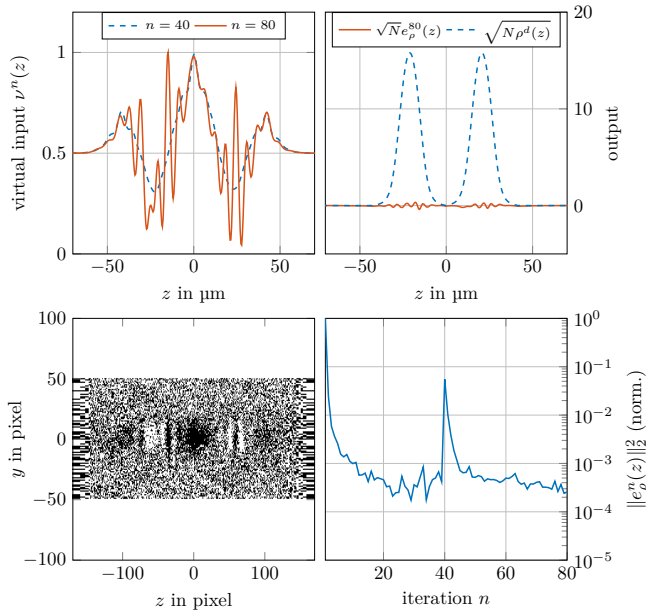 n = 40 n = 80
1
0.5
0
virtual input νⁿ(z)
−50 0 50
z in µm
√N e_ρ^80(z) √(Nρ^d(z))
20
10
0
output
−50 0 50
z in µm
100
50
0
−50
−100
y in pixel
−100 0 100
z in pixel
10^0
10^−1
10^−2
10^−3
10^−4
10^−5
||e_ρ^n(z)||_2^2 (norm.)
20 40 60 80
iteration n